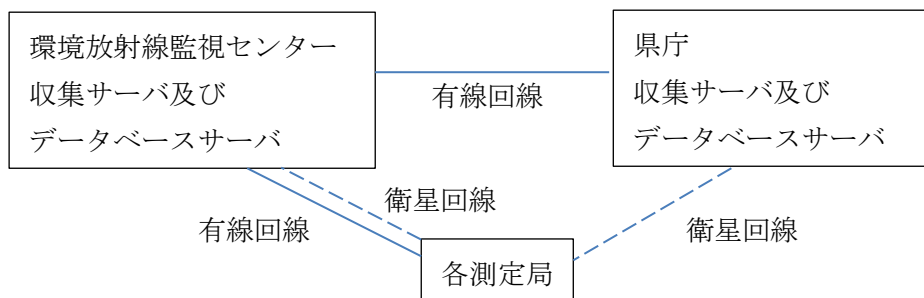 環境放射線監視センター
収集サーバ及び
データベースサーバ
有線回線
県庁
収集サーバ及び
データベースサーバ
有線回線
衛星回線
衛星回線
各測定局